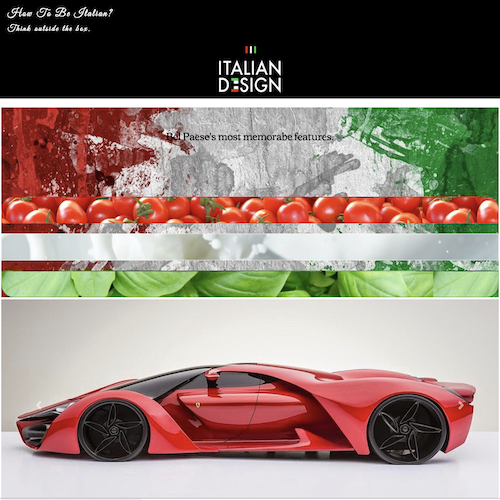 How To Be Italian?
Think outside the box.
ITALIAN
DESIGN
Bel Paese's most memorabe features.